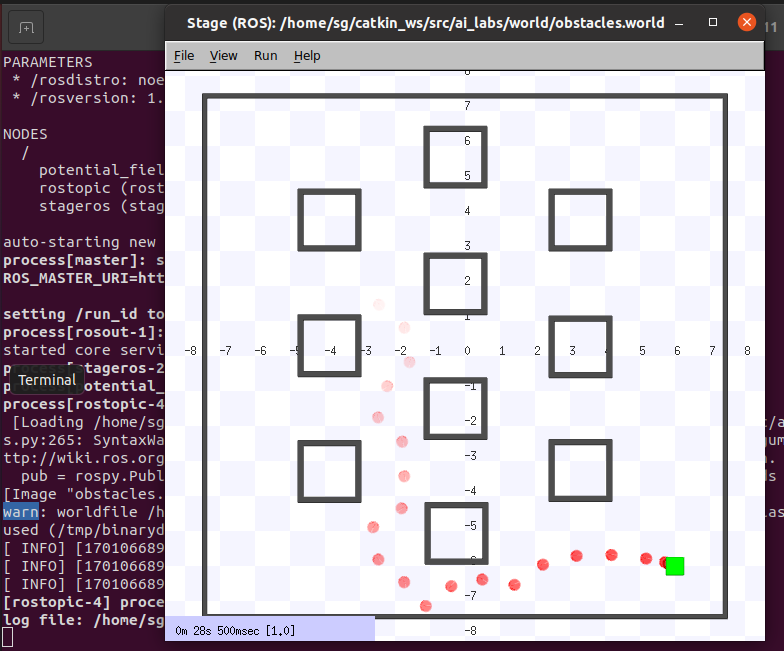 Stage (ROS): /home/sg/catkin_ws/src/ai_labs/world/obstacles.world
11
File View Run Help
PARAMETERS
* /rosdistro: noe
* /rosversion: 1.
NODES
/
potential_fiel
rostopic (rost
stageros (stag
auto-starting new
process[master]: s
ROS_MASTER_URI=htt
setting /run_id to
process[rosout-1]:
started core servi
process[stageros-2
Terminal
potential_
process[rostopic-4
[Loading /home/sg
s.py:265: SyntaxWa
ttp://wiki.ros.org
pub = rospy.Publ
[Image "obstacles.
warn: worldfile /h
used (/tmp/binaryd
[ INFO] [170106689
[ INFO] [170106689
[ INFO] [170106689
[rostopic-4] proce
log file: /home/sg
7
6
5
4
3
2
1
-8 -7 -6 -5 -4 -3 -2 -1 0 1 2 3 4 5 6 7 8
-1
-2
-3
-4
-5
-6
-7
-8
0m 28s 500msec [1.0]